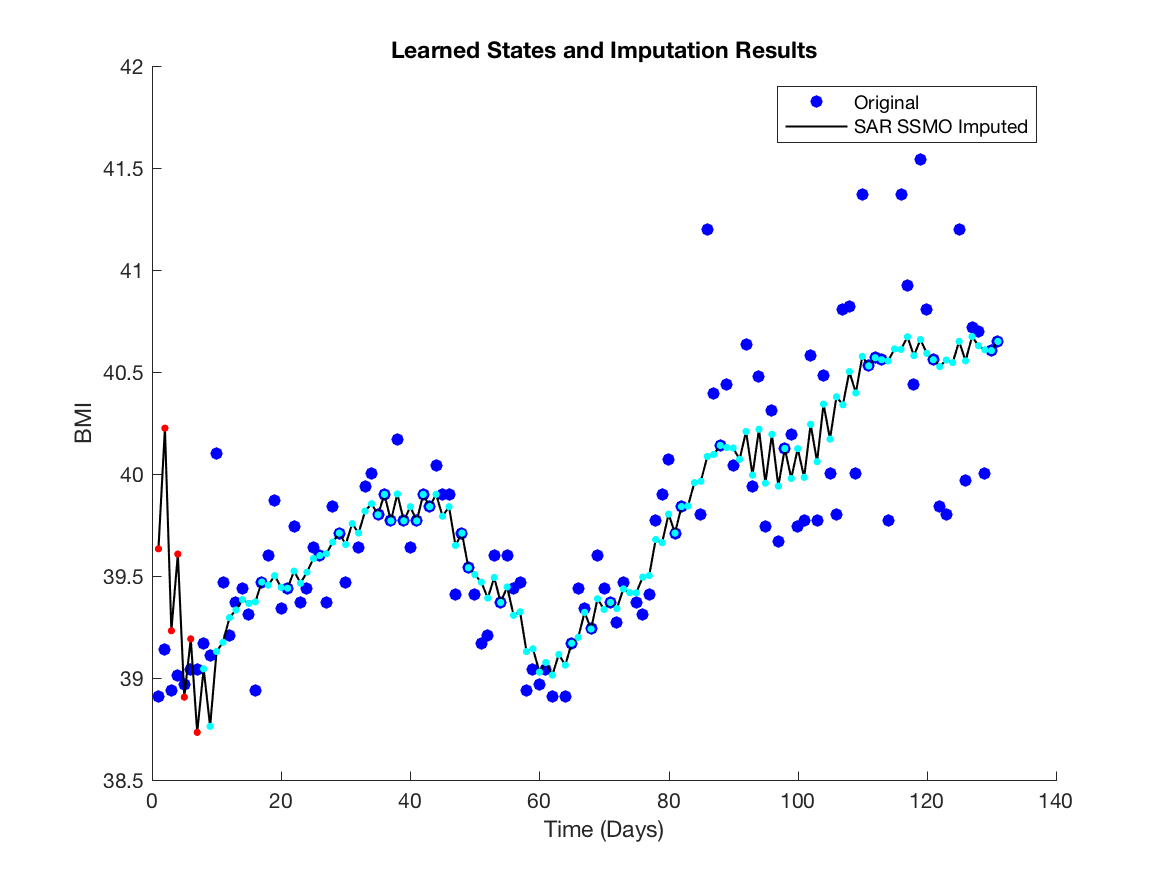 Learned States and Imputation Results
Original
SAR SSMO Imputed
42
41.5
41
40.5
40
39.5
39
38.5
BMI
0 20 40 60 80 100 120 140
Time (Days)